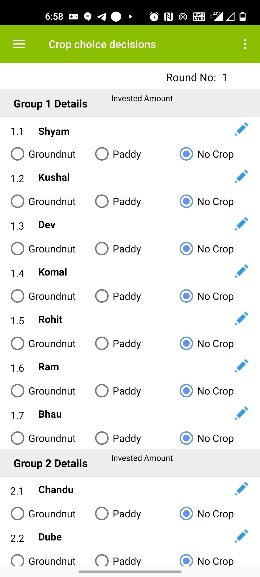 6:58
Crop choice decisions
Round No: 1
Group 1 Details Invested Amount
1.1 Shyam
Groundnut Paddy No Crop
1.2 Kushal
Groundnut Paddy No Crop
1.3 Dev
Groundnut Paddy No Crop
1.4 Komal
Groundnut Paddy No Crop
1.5 Rohit
Groundnut Paddy No Crop
1.6 Ram
Groundnut Paddy No Crop
1.7 Bhau
Groundnut Paddy No Crop
Group 2 Details Invested Amount
2.1 Chandu
Groundnut Paddy No Crop
2.2 Dube
Groundnut Paddy No Crop